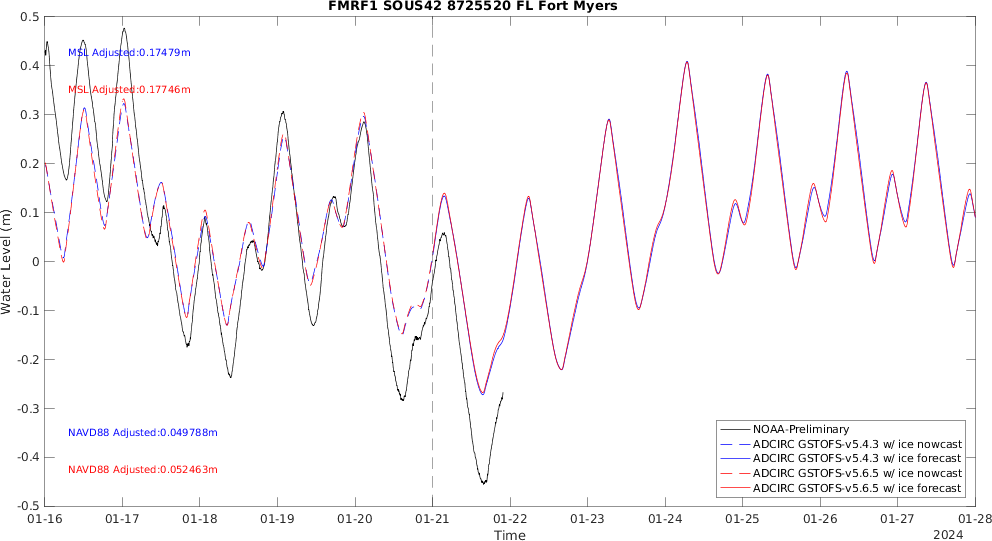 FMRF1 SOUS42 8725520 FL Fort Myers
0.5
0.4
0.3
0.2
0.1
0
-0.1
-0.2
-0.3
-0.4
-0.5
Water Level (m)
MSL Adjusted:0.17479m
MSL Adjusted:0.17746m
NAVD88 Adjusted:0.049788m
NAVD88 Adjusted:0.052463m
NOAA-Preliminary
ADCIRC GSTOFS-v5.4.3 w/ ice nowcast
ADCIRC GSTOFS-v5.4.3 w/ ice forecast
ADCIRC GSTOFS-v5.6.5 w/ ice nowcast
ADCIRC GSTOFS-v5.6.5 w/ ice forecast
01-16 01-17 01-18 01-19 01-20 01-21 01-22 01-23 01-24 01-25 01-26 01-27 01-28
Time
2024